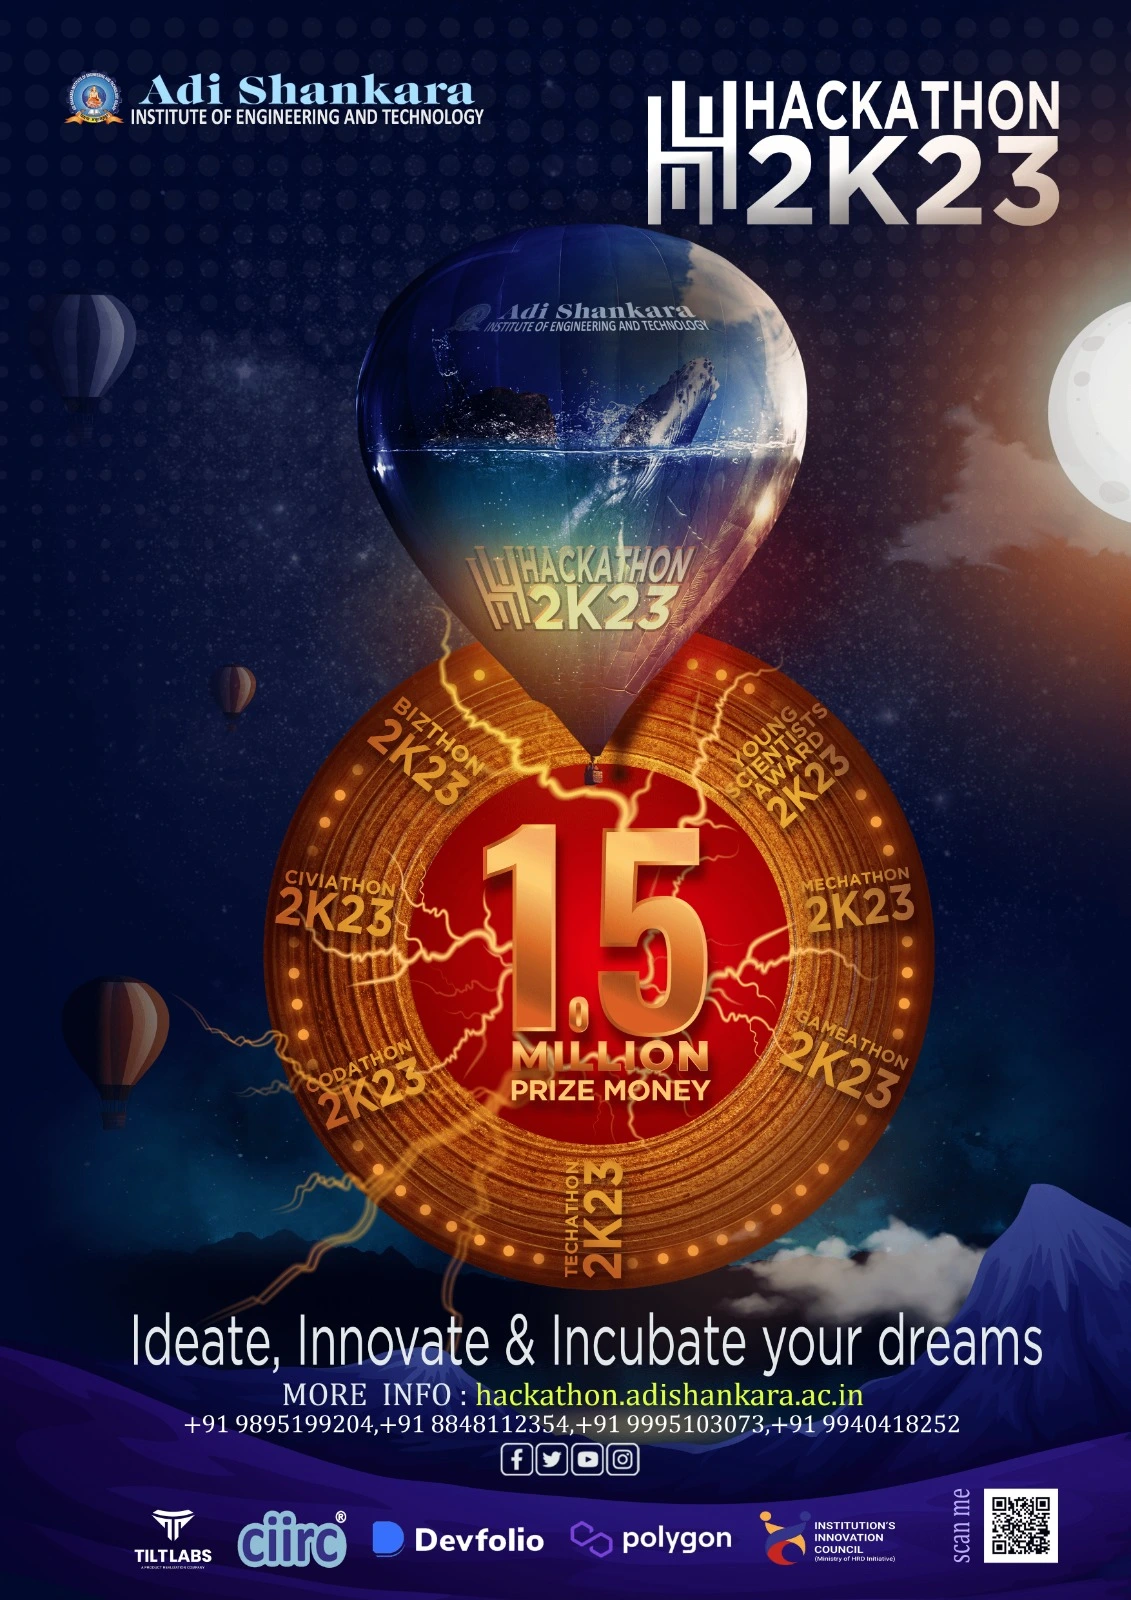 Adi Shankara
INSTITUTE OF ENGINEERING AND TECHNOLOGY
HACKATHON
2K23
Adi Shankara
INSTITUTE OF ENGINEERING AND TECHNOLOGY
HACKATHON
2K23
BIZTHON
2K23
YOUNG
SCIENTISTS
AWARD
2K23
CIVIATHON
2K23
MECHATHON
2K23
1.5
MILLION
PRIZE MONEY
CODATHON
2K23
GAMEATHON
2K23
TECHATHON
2K23
Ideate, Innovate & Incubate your dreams
MORE INFO : hackathon.adishankara.ac.in
+91 9895199204,+91 8848112354,+91 9995103073,+91 9940418252
TILTLABS
A PRODUCT REALISATION COMPANY
ciirc®
Devfolio
polygon
INSTITUTION'S
INNOVATION
COUNCIL
(Ministry of HRD Initiative)
scan me